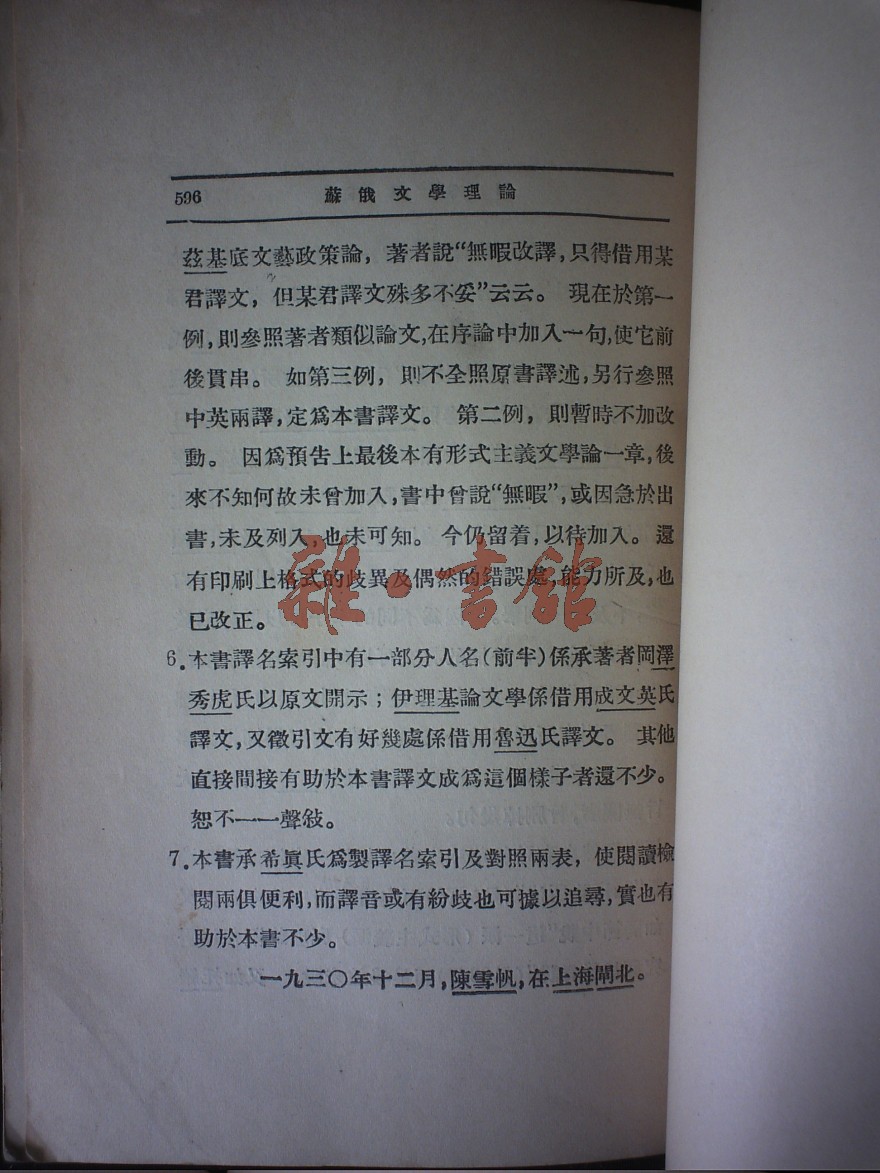 596 蘇俄文學理論
茲基底文藝政策論，著者說“無暇改譯，只得借用某
君譯文，但某君譯文殊多不妥”云云。現在於第一
例，則參照著者類似論文，在序論中加入一句，使它前
後貫串。如第三例，則不全照原書譯述，另行參照
中英兩譯，定爲本書譯文。第二例，則暫時不加改
動。因爲預告上最後本有形式主義文學論一章，後
來不知何故未曾加入，書中曾說“無暇”，或因急於出
書，未及列入，也未可知。今仍留着，以待加入。還
有印刷上格式的歧異及偶然的錯誤處，能力所及，也
已改正。
6.本書譯名索引中有一部分人名（前半）係承著者岡澤
秀虎氏以原文開示；伊理基論文學係借用成文英氏
譯文，又徵引文有好幾處係借用魯迅氏譯文。其他
直接間接有助於本書譯文成爲這個樣子者還不少。
恕不一一聲敍。
7.本書承希眞氏爲製譯名索引及對照兩表，使閱讀檢
閱兩俱便利，而譯音或有紛歧也可據以追尋，實也有
助於本書不少。
一九三〇年十二月，陳雪帆，在上海閘北。
雜·書館